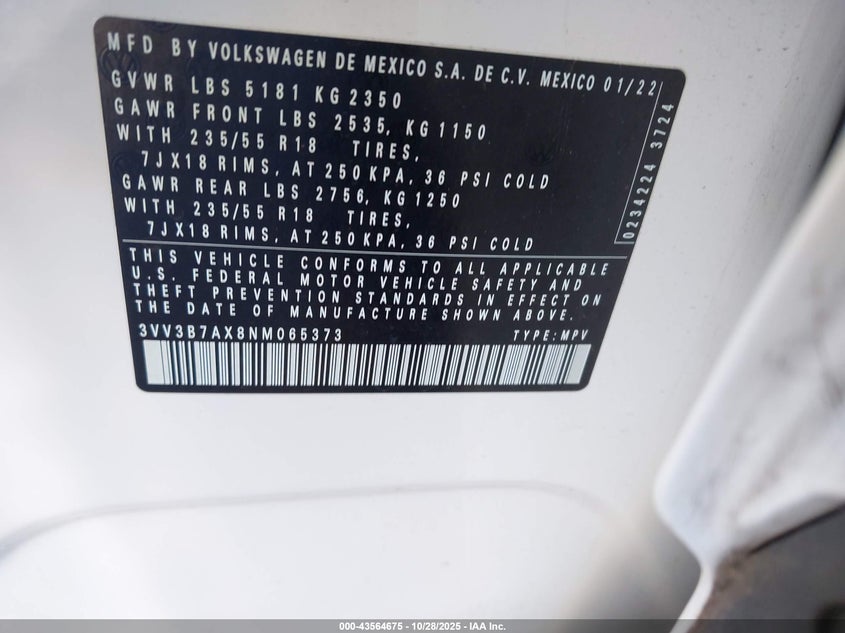 MFD BY VOLKSWAGEN DE MEXICO S.A. DE C.V. MEXICO 01/22
GVWR LBS 5181 KG 2350
GAWR FRONT LBS 2535, KG 1150
WITH 235/55 R18 TIRES,
7JX18 RIMS, AT 250 KPA, 36 PSI COLD
GAWR REAR LBS 2756, KG 1250
WITH 235/55 R18 TIRES,
7JX18 RIMS, AT 250 KPA, 36 PSI COLD
0234224 3724
THIS VEHICLE CONFORMS TO ALL APPLICABLE
U.S. FEDERAL MOTOR VEHICLE SAFETY AND
THEFT PREVENTION STANDARDS IN EFFECT ON
THE DATE OF MANUFACTURE SHOWN ABOVE.
3VV3B7AX8NM065373 TYPE: MPV
000-43564675 | 10/28/2025 - IAA Inc.